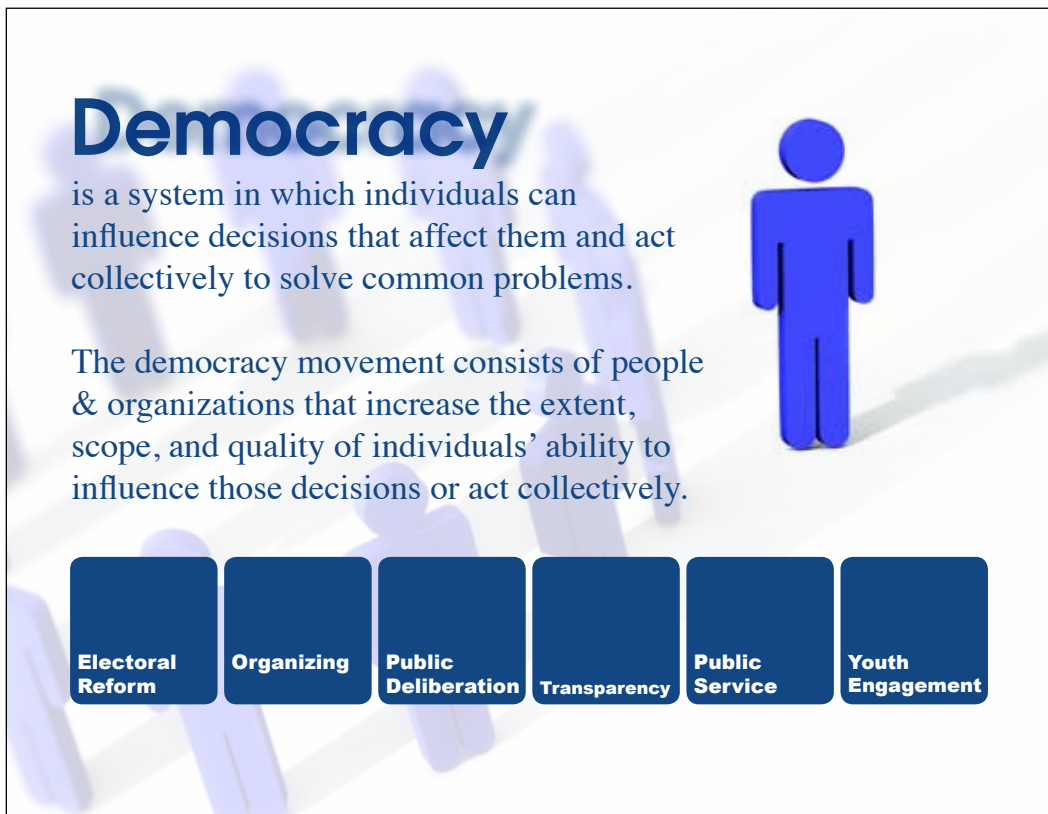 Democracy
is a system in which individuals can
influence decisions that affect them and act
collectively to solve common problems.
The democracy movement consists of people
& organizations that increase the extent,
scope, and quality of individuals’ ability to
influence those decisions or act collectively.
Electoral
Reform
Organizing
Public
Deliberation
Transparency
Public
Service
Youth
Engagement